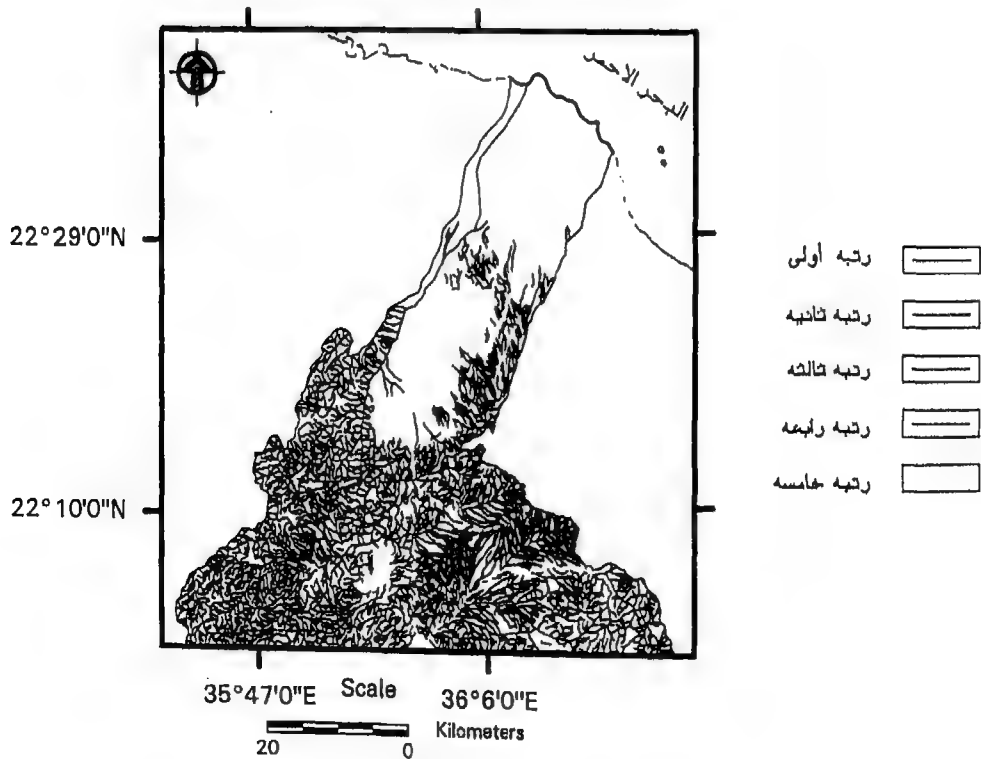 البحر الاحمر
22°29'0"N
22°10'0"N
رتبه أولى
رتبه ثانيه
رتبه ثالثه
رتبه رابعه
رتبه خامسه
35°47'0"E
Scale
36°6'0"E
20
0
Kilometers